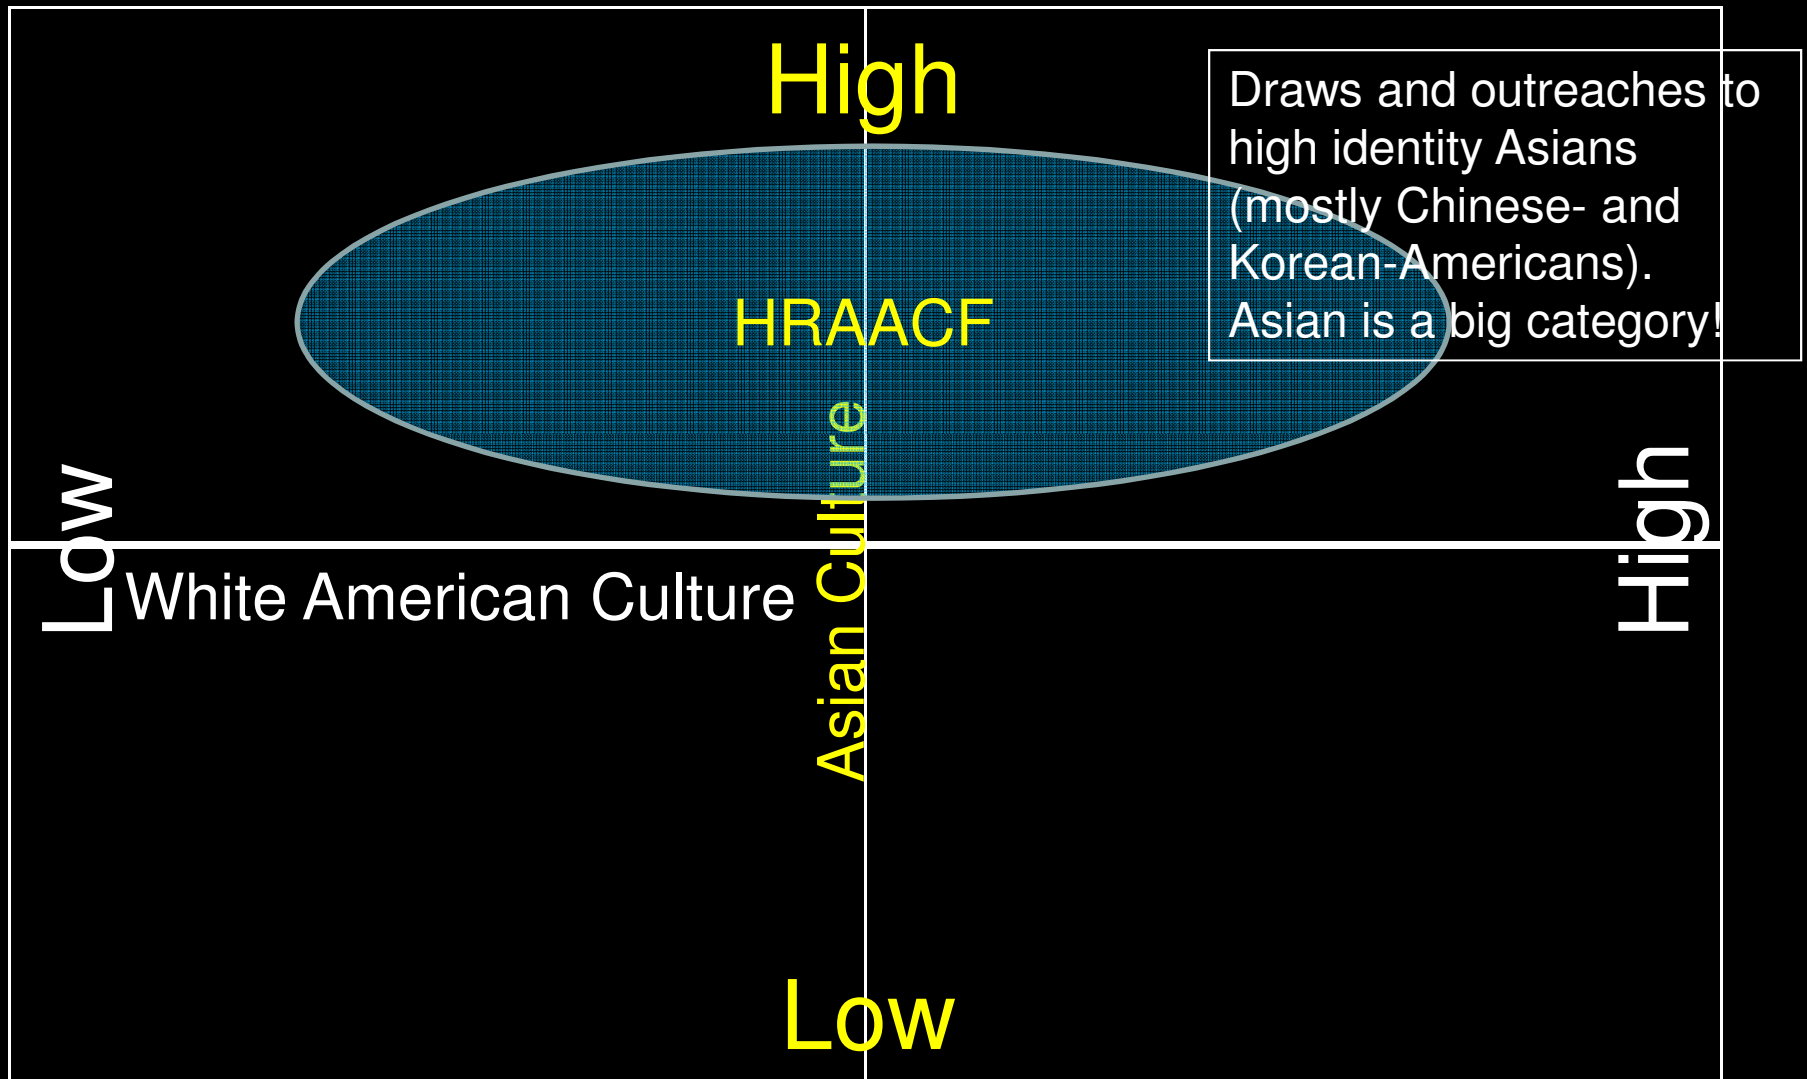 High
Draws and outreaches to
high identity Asians
(mostly Chinese- and
Korean-Americans).
Asian is a big category!
HRAACF
Asian Culture
Low
High
White American Culture
Low